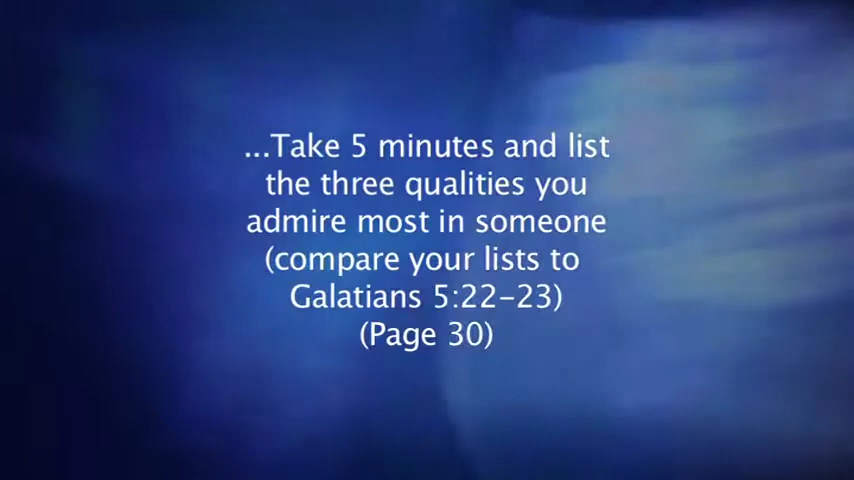 ...Take 5 minutes and list
the three qualities you
admire most in someone
(compare your lists to
Galatians 5:22-23)
(Page 30)